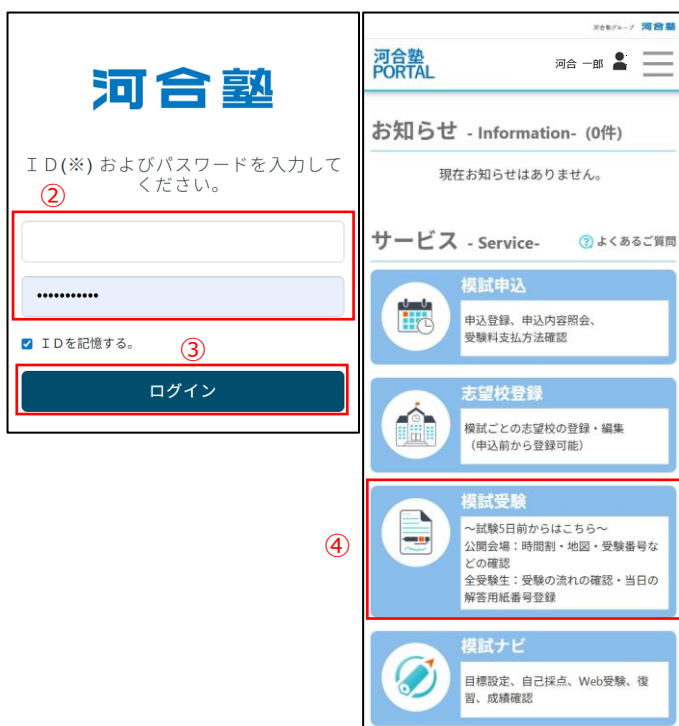 河合塾
ID(※) およびパスワードを入力して
ください。
②
•••••••••••
IDを記憶する。
③
ログイン
河合塾グループ 河合塾
河合塾
PORTAL
河合 一郎
お知らせ - Information- (0件)
現在お知らせはありません。
サービス - Service-
? よくあるご質問
模試申込
申込登録、申込内容照会、
受験料支払方法確認
志望校登録
模試ごとの志望校の登録・編集
(申込前から登録可能)
④
模試受験
～試験5日前からはこちら～
公開会場：時間割・地図・受験番号な
どの確認
全受験生：受験の流れの確認・当日の
解答用紙番号登録
模試ナビ
目標設定、自己採点、Web受験、復
習、成績確認